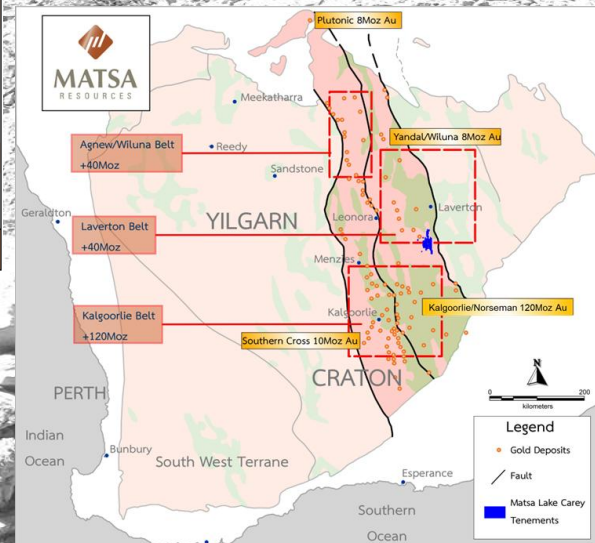 Plutonic 8Moz Au
MATSA
RESOURCES
Meekatharra
Yandal/Wiluna 8Moz Au
Agnew/Wiluna Belt
+40Moz
Reedy
Sandstone
Geraldton
YILGARN
Leonora
Laverton
Laverton Belt
+40Moz
Menzies
Kalgoorlie Belt
+120Moz
Kalgoorlie
Kalgoorlie/Norseman 120Moz Au
Southern Cross 10Moz Au
CRATON
PERTH
N
0
200
kilometers
Indian
Ocean
Bunbury
South West Terrane
Esperance
Southern
Ocean
Legend
Gold Deposits
Fault
Matsa Lake Carey
Tenements